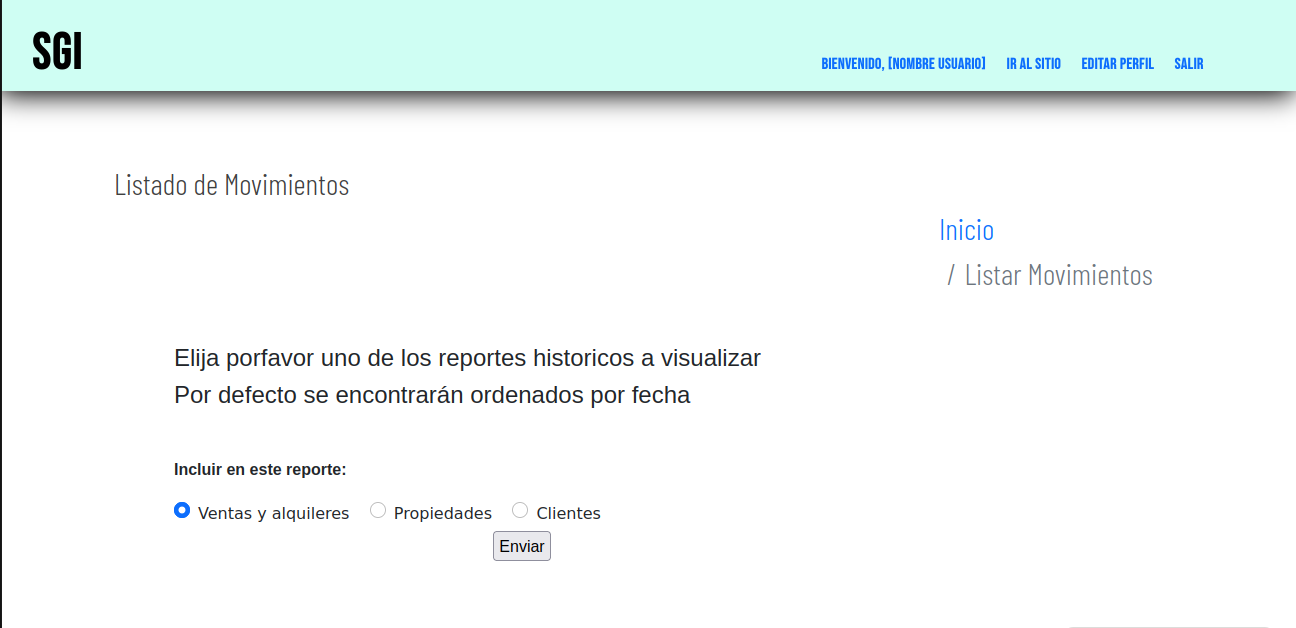 SGI
BIENVENIDO, [NOMBRE USUARIO] IR AL SITIO EDITAR PERFIL SALIR
Listado de Movimientos
Inicio
/ Listar Movimientos
Elija porfavor uno de los reportes historicos a visualizar
Por defecto se encontrarán ordenados por fecha
Incluir en este reporte:
Ventas y alquileres Propiedades Clientes
Enviar